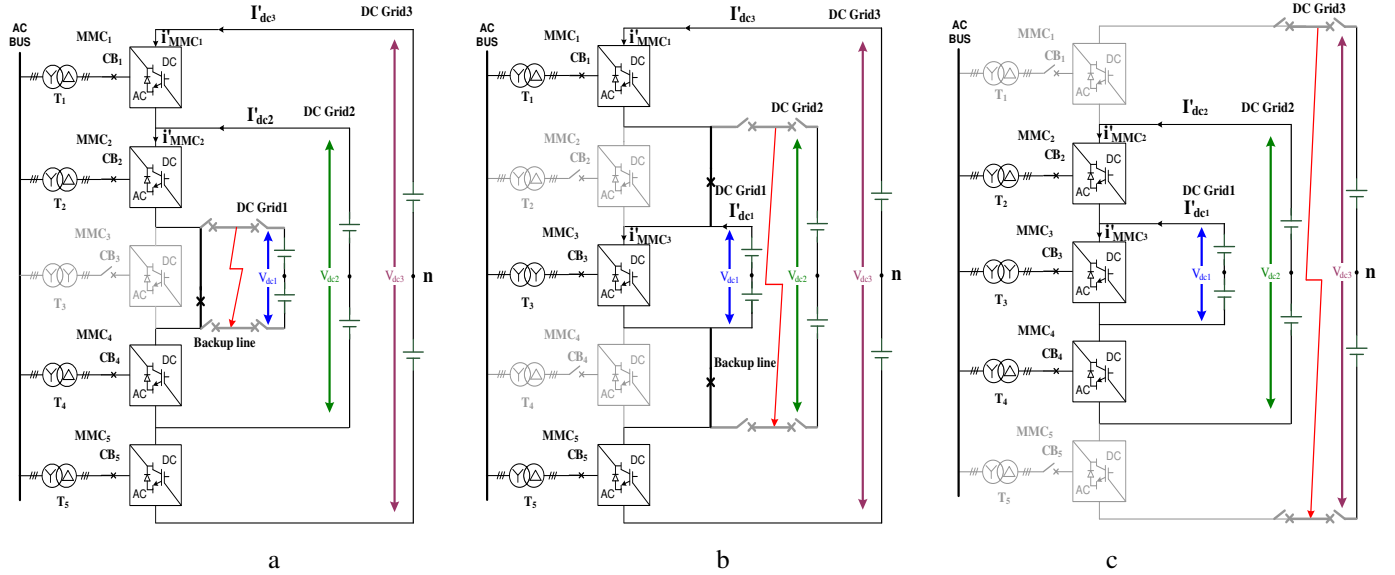 AC BUS
I'dc3
DC Grid3
MMC1
i'MMC1
CB1
DC
AC
T1
I'dc2
DC Grid2
MMC2
i'MMC2
CB2
DC
AC
T2
DC Grid1
MMC3
CB3
DC
AC
T3
Vdc1
Vdc2
Vdc3
n
Backup line
MMC4
CB4
DC
AC
T4
MMC5
CB5
DC
AC
T5
a
AC BUS
I'dc3
DC Grid3
MMC1
i'MMC1
CB1
DC
AC
T1
DC Grid2
MMC2
CB2
DC
AC
T2
DC Grid1
I'dc1
MMC3
i'MMC3
CB3
DC
AC
T3
Vdc1
Vdc2
Vdc3
n
MMC4
CB4
DC
AC
T4
Backup line
MMC5
CB5
DC
AC
T5
b
AC BUS
DC Grid3
MMC1
CB1
DC
AC
T1
I'dc2
DC Grid2
MMC2
i'MMC2
CB2
DC
AC
T2
DC Grid1
I'dc1
MMC3
i'MMC3
CB3
DC
AC
T3
Vdc1
Vdc2
Vdc3
n
MMC4
CB4
DC
AC
T4
MMC5
CB5
DC
AC
T5
c